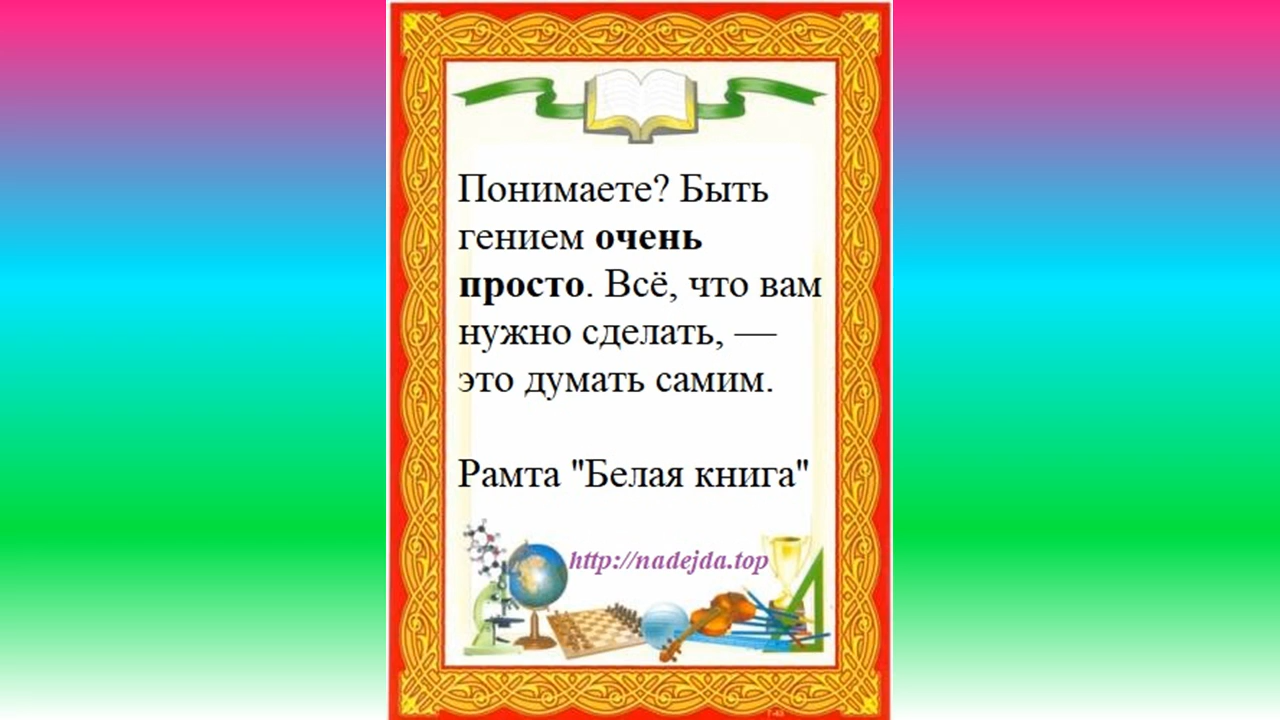 Понимаете? Быть
гением очень
просто. Всё, что вам
нужно сделать, —
это думать самим.
Рамта "Белая книга"
http://nadejda.top